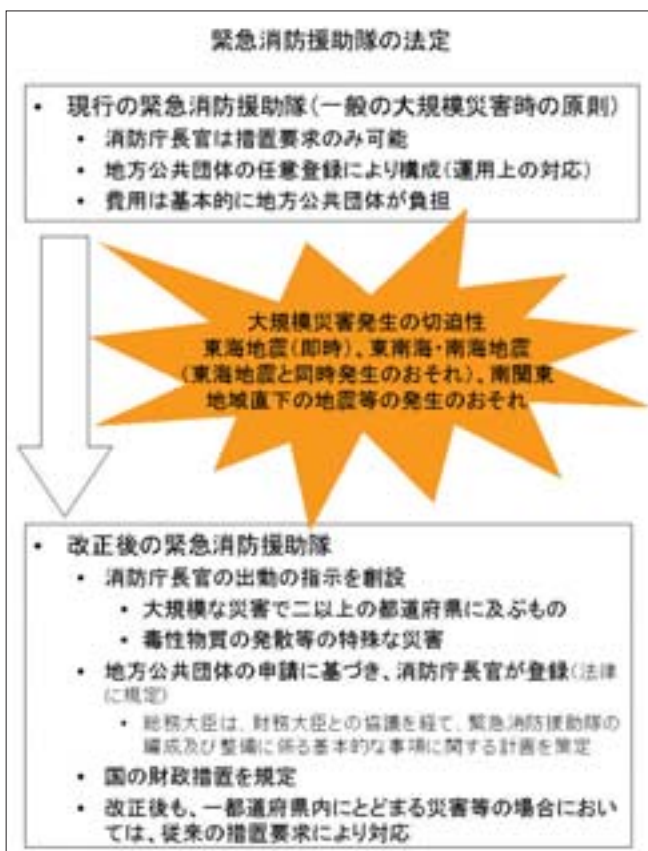 緊急消防援助隊の法定
• 現行の緊急消防援助隊(一般の大規模災害時の原則)
• 消防庁長官は措置要求のみ可能
• 地方公共団体の任意登録により構成(運用上の対応)
• 費用は基本的に地方公共団体が負担
大規模災害発生の切迫性
東海地震(即時)、東南海・南海地震
(東海地震と同時発生のおそれ)、南関東
地域直下の地震等の発生のおそれ
• 改正後の緊急消防援助隊
• 消防庁長官の出動の指示を創設
• 大規模な災害で二以上の都道府県に及ぶもの
• 毒性物質の発散等の特殊な災害
• 地方公共団体の申請に基づき、消防庁長官が登録(法律
に規定)
• 総務大臣は、財務大臣との協議を経て、緊急消防援助隊の
編成及び整備に係る基本的な事項に関する計画を策定
• 国の財政措置を規定
• 改正後も、一都道府県内にとどまる災害等の場合におい
ては、従来の措置要求により対応